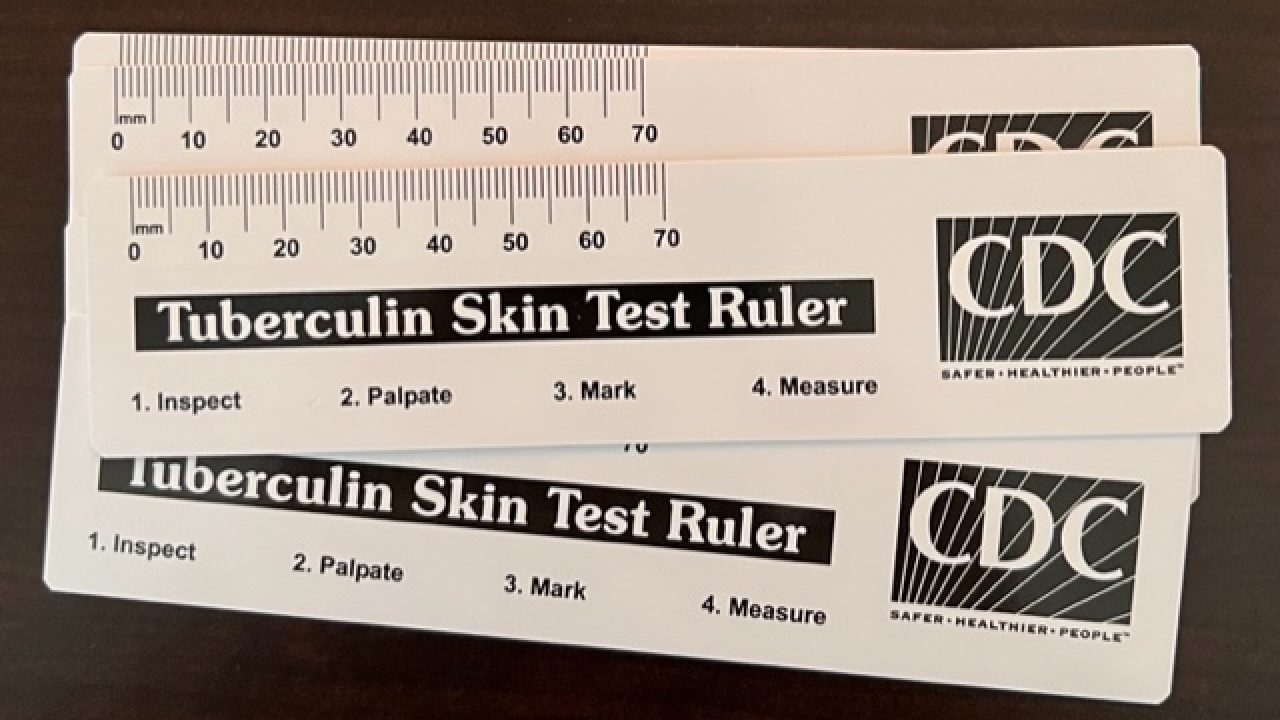 mm
0 10 20 30 40 50 60 70
CDC
mm
0 10 20 30 40 50 60 70
Tuberculin Skin Test Ruler
CDC
SAFER·HEALTHIER·PEOPLE™
1. Inspect 2. Palpate 3. Mark 4. Measure
70
Tuberculin Skin Test Ruler
CDC
SAFER·HEALTHIER·PEOPLE™
1. Inspect 2. Palpate 3. Mark 4. Measure